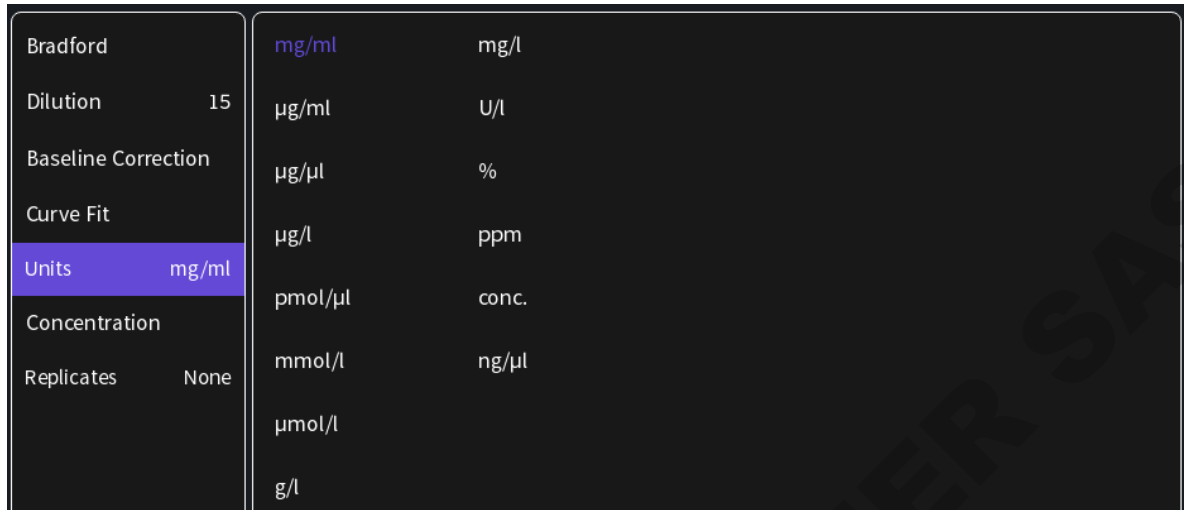 Bradford
Dilution 15
Baseline Correction
Curve Fit
Units mg/ml
Concentration
Replicates None
mg/ml mg/l
µg/ml U/l
µg/µl %
µg/l ppm
pmol/µl conc.
mmol/l ng/µl
µmol/l
g/l